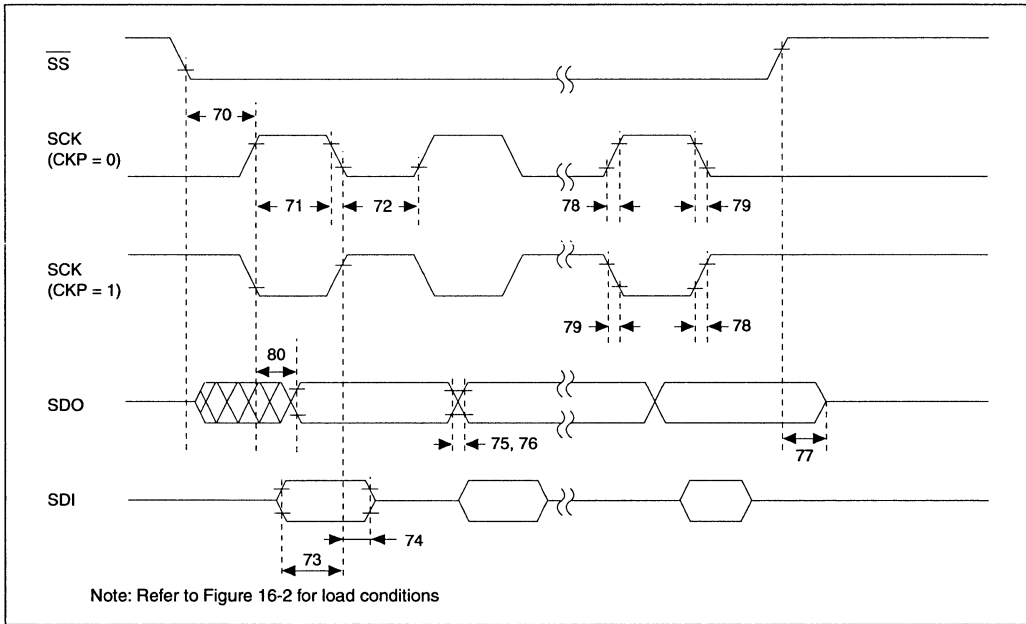 SS
70
SCK
(CKP = 0)
71
72
78
79
SCK
(CKP = 1)
79
78
80
SDO
75, 76
77
SDI
74
73
Note: Refer to Figure 16-2 for load conditions